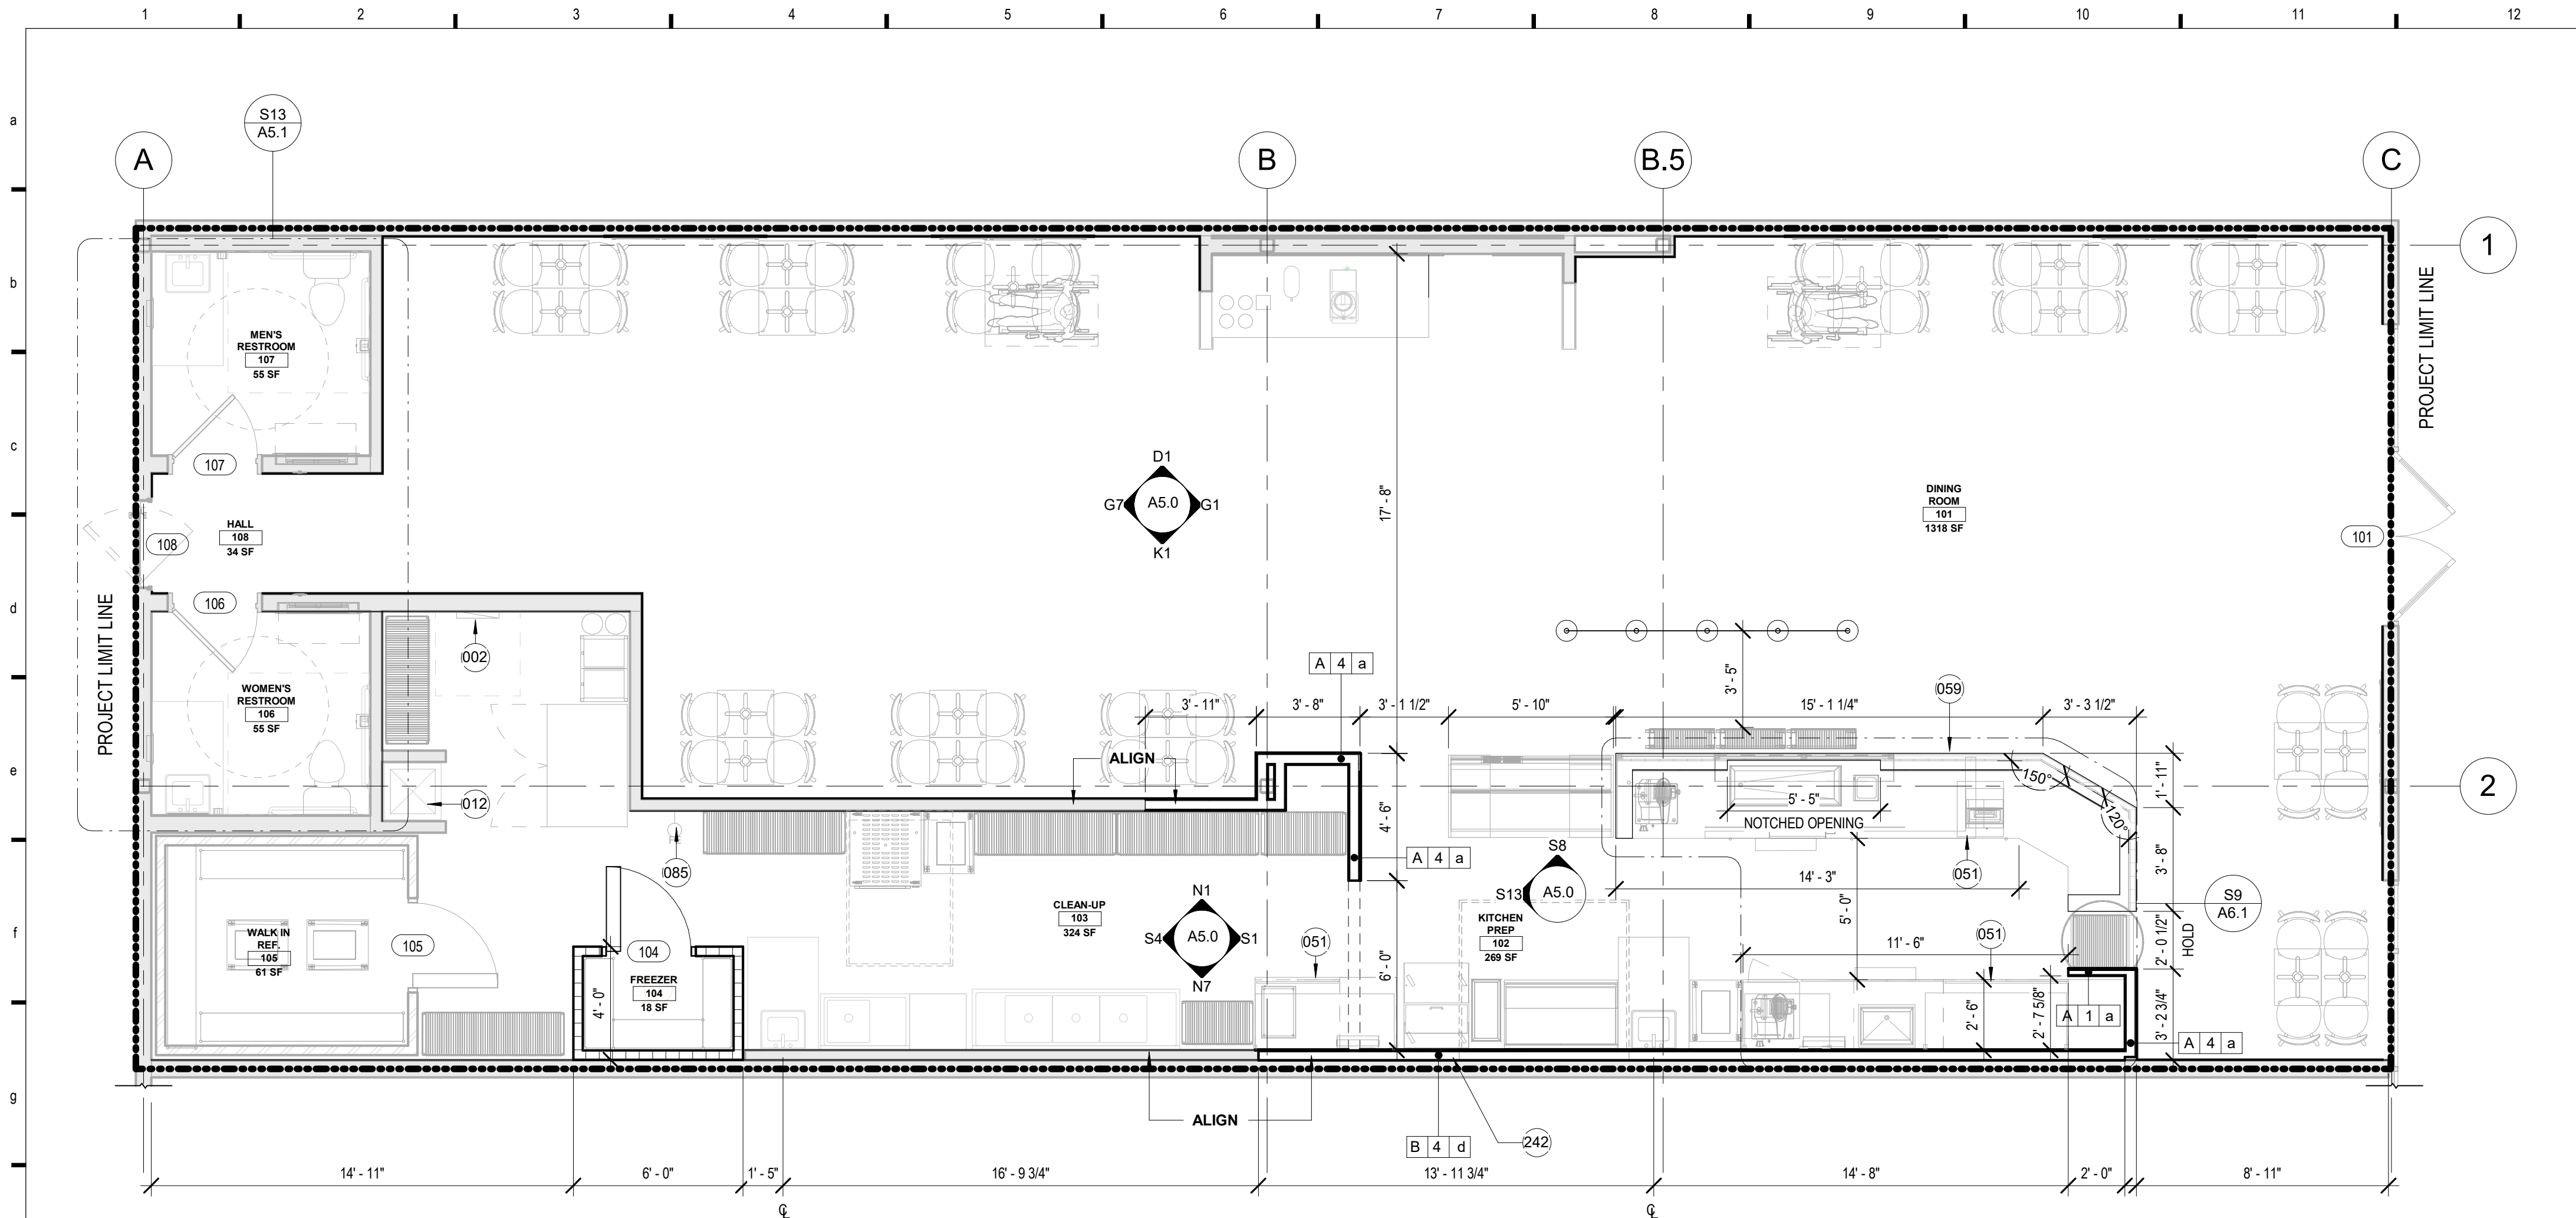 1 2 3 4 5 6 7 8 9 10 11 12
a
b
c
d
e
f
g
S13
A5.1
A
B
B.5
C
1
2
PROJECT LIMIT LINE
PROJECT LIMIT LINE
MEN'S
RESTROOM
107
55 SF
107
HALL
108
34 SF
108
106
WOMEN'S
RESTROOM
106
55 SF
002
012
085
D1
G7 A5.0 G1
K1
17' - 8"
DINING
ROOM
101
1318 SF
101
A 4 a
3' - 5"
059
3' - 11"
3' - 8"
3' - 1 1/2"
5' - 10"
15' - 1 1/4"
3' - 3 1/2"
ALIGN
4' - 6"
5' - 5"
NOTCHED OPENING
150°
120°
1' - 11"
3' - 8"
A 4 a
S8
S13 A5.0
14' - 3"
051
5' - 0"
S9
A6.1
WALK IN
REF.
105
61 SF
105
104
FREEZER
104
18 SF
4' - 0"
CLEAN-UP
103
324 SF
N1
S4 A5.0 S1
N7
051
6' - 0"
KITCHEN
PREP
102
269 SF
11' - 6"
051
2' - 0 1/2"
HOLD
2' - 6"
2' - 7 5/8"
3' - 2 3/4"
A 1 a
A 4 a
ALIGN
B 4 d
242
14' - 11"
6' - 0"
1' - 5"
16' - 9 3/4"
13' - 11 3/4"
14' - 8"
2' - 0"
8' - 11"
℄
℄